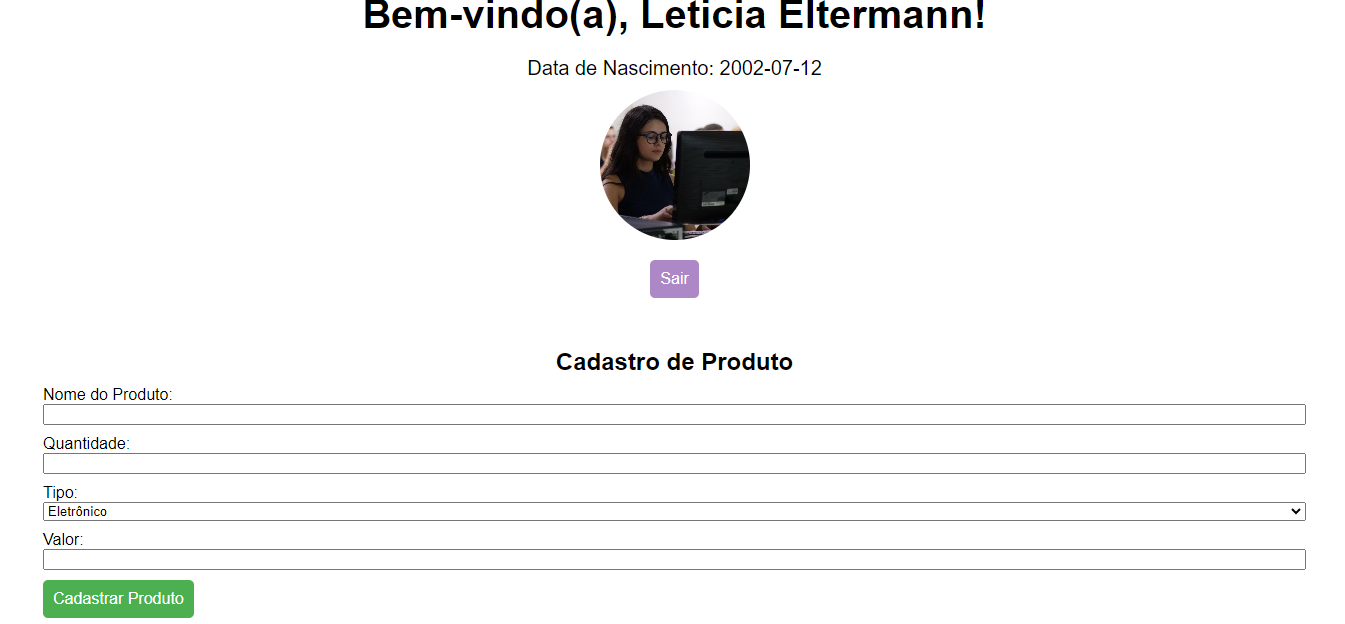 Bem-vindo(a), Leticia Eltermann!
Data de Nascimento: 2002-07-12
Sair
Cadastro de Produto
Nome do Produto:
Quantidade:
Tipo:
Eletrônico
Valor:
Cadastrar Produto